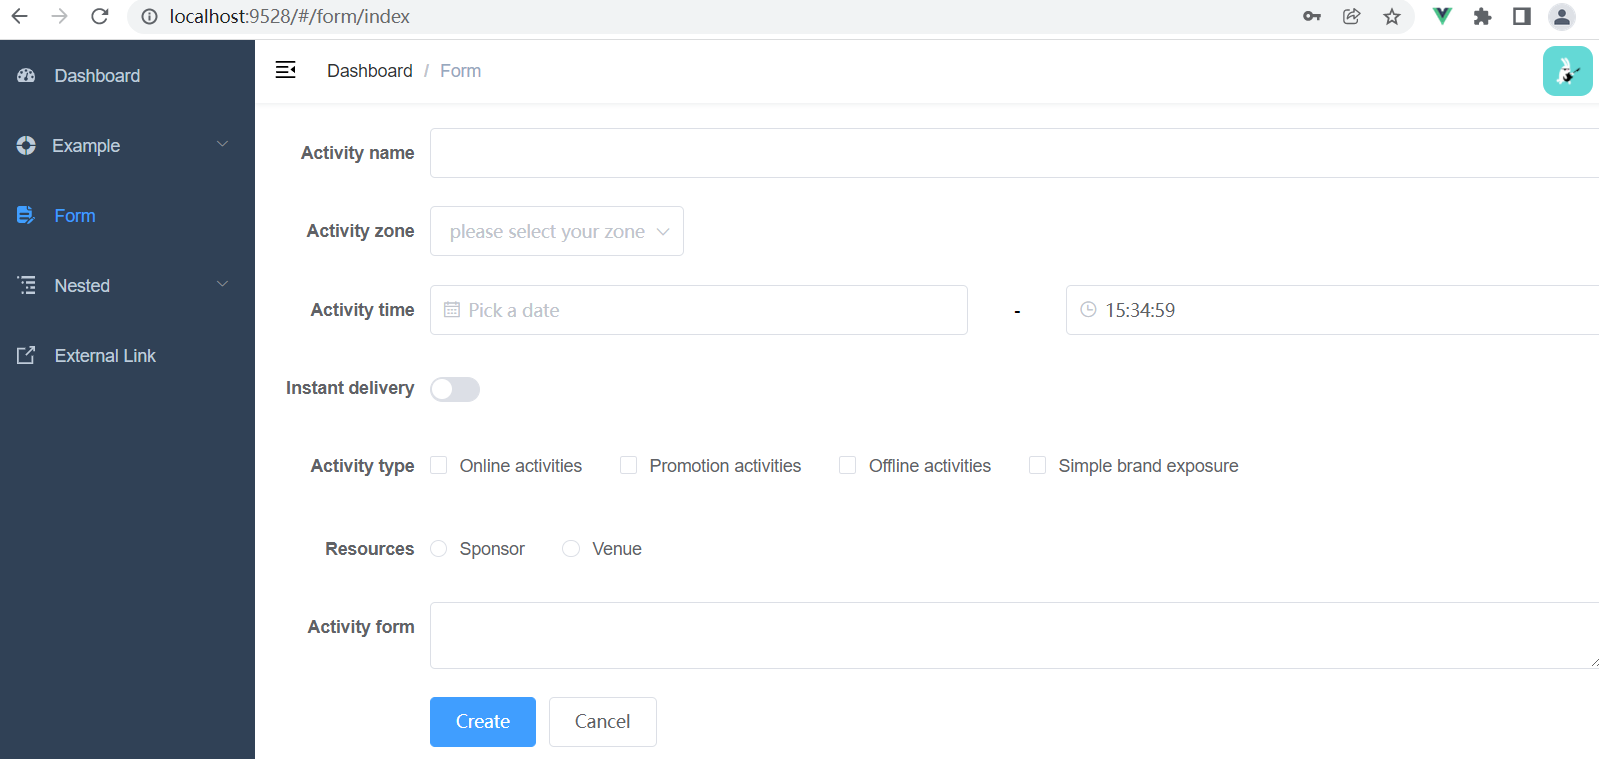 localhost:9528/#/form/index
Dashboard
Example
Form
Nested
External Link
Dashboard / Form
Activity name
Activity zone please select your zone
Activity time Pick a date - 15:34:59
Instant delivery
Activity type Online activities Promotion activities Offline activities Simple brand exposure
Resources Sponsor Venue
Activity form
Create Cancel